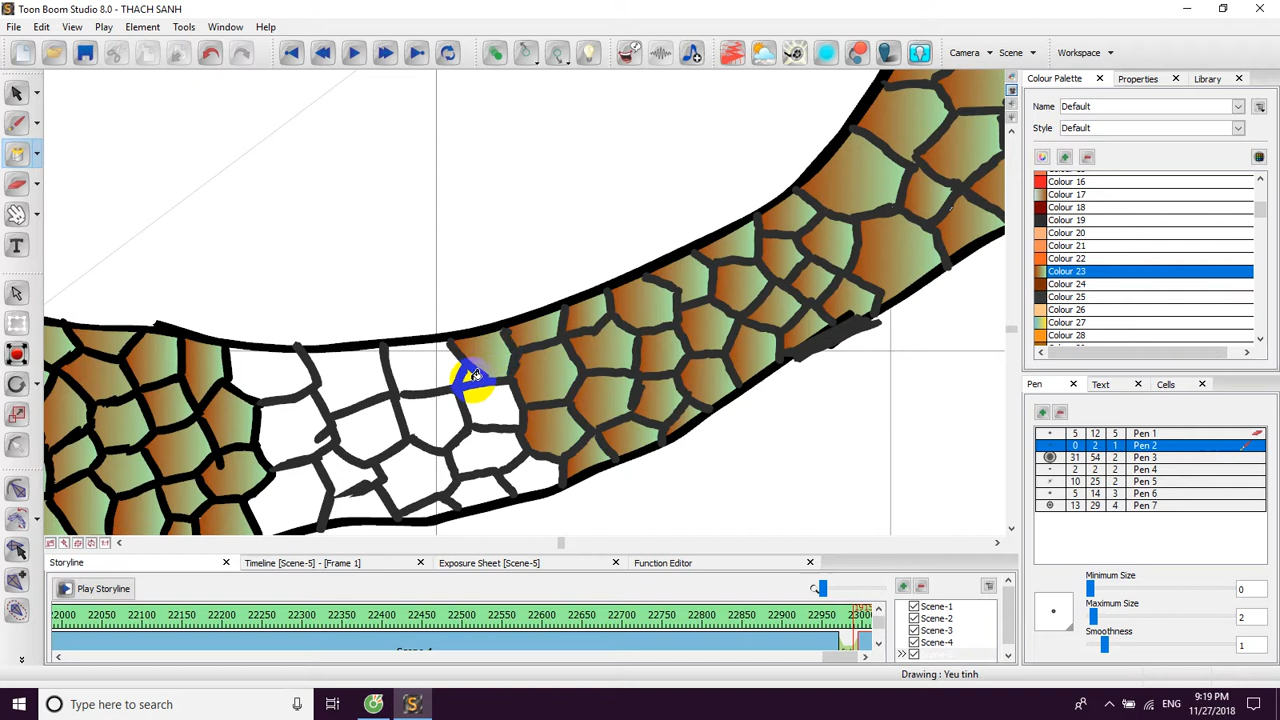 Toon Boom Studio 8.0 - THACH SANH
File Edit View Play Element Tools Window Help
Camera Scene Workspace
Colour Palette Properties Library
Name Default
Style Default
Colour 16
Colour 17
Colour 18
Colour 19
Colour 20
Colour 21
Colour 22
Colour 23
Colour 24
Colour 25
Colour 26
Colour 27
Colour 28
Pen Text Cells
5 12 5 Pen 1
0 2 1 Pen 2
31 54 2 Pen 3
2 2 2 Pen 4
10 25 2 Pen 5
5 14 3 Pen 6
13 29 4 Pen 7
Minimum Size
0
Maximum Size
2
Smoothness
1
Storyline Timeline [Scene-5] - [Frame 1] Exposure Sheet [Scene-5] Function Editor
Play Storyline
22050 22100 22150 22200 22250 22300 22350 22400 22450 22500 22550 22600 22650 22700 22750 22800 22850 22900
Scene-1
Scene-2
Scene-3
Scene-4
Drawing : Yeu tinh
Type here to search
ENG
9:19 PM
11/27/2018